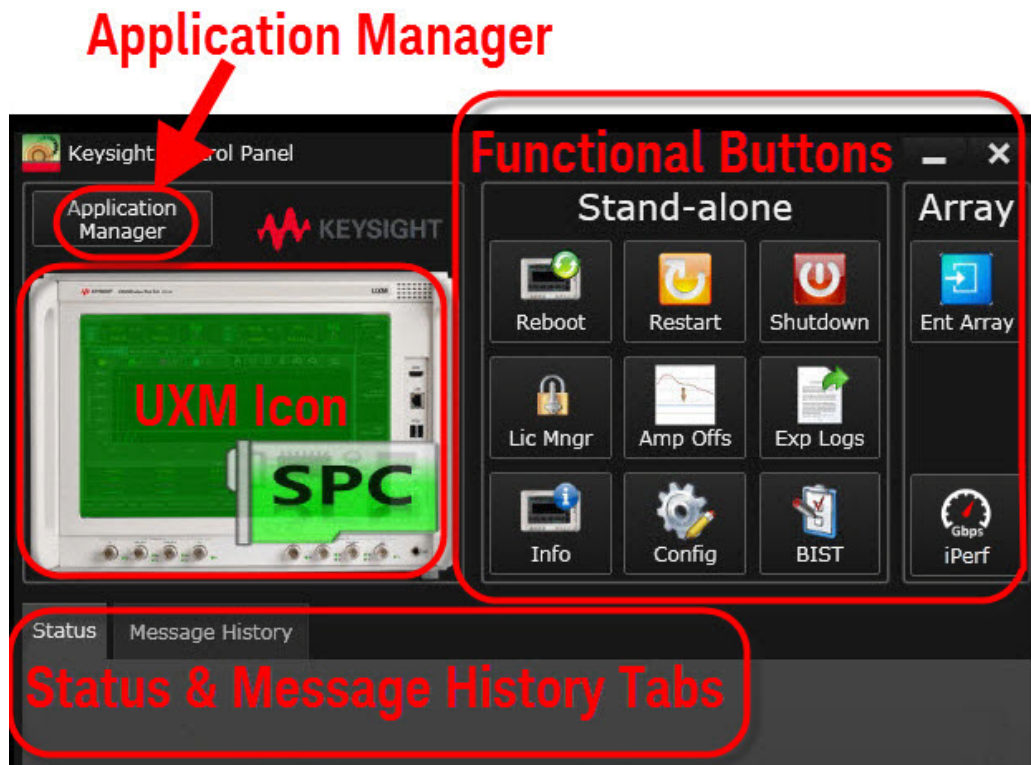 Application Manager
Keysight Control Panel
Functional Buttons
Application
Manager
KEYSIGHT
Stand-alone
Array
UXM
Reboot
Restart
Shutdown
Ent Array
UXM Icon
SPC
Lic Mngr
Amp Offs
Exp Logs
Info
Config
BIST
Gbps
iPerf
Status
Message History
Status & Message History Tabs